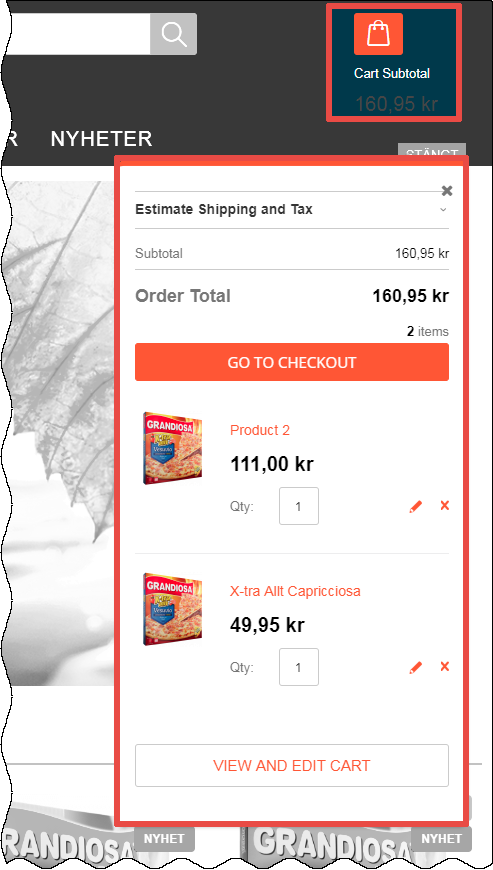 Cart Subtotal
160,95 kr
R NYHETER
STÄNGT
Estimate Shipping and Tax
Subtotal 160,95 kr
Order Total 160,95 kr
2 items
GO TO CHECKOUT
GRANDIOSA
Product 2
111,00 kr
Qty: 1
GRANDIOSA
X-tra Allt Capricciosa
49,95 kr
Qty: 1
VIEW AND EDIT CART
GRANDIOSA
NYHET
GRANDIOSA
NYHET